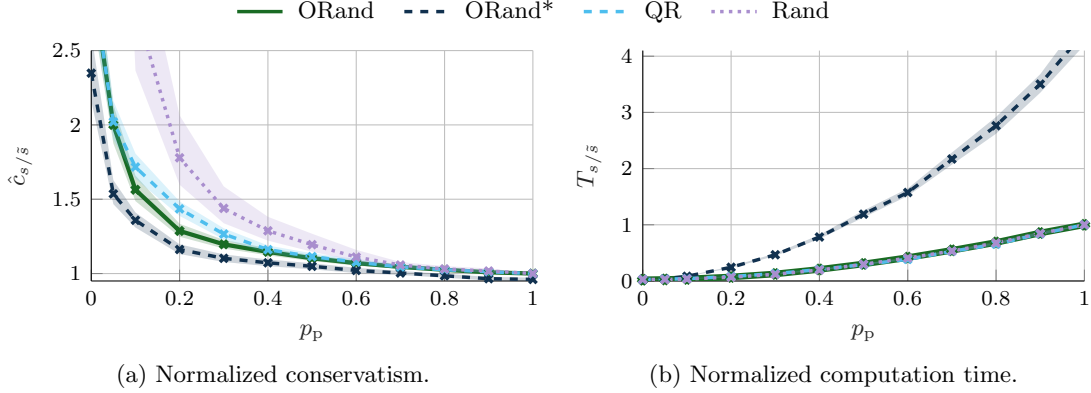 ORand ORand* QR Rand
2.5
2
1.5
1
ĉ_{s/s̃}
0 0.2 0.4 0.6 0.8 1
p_p
(a) Normalized conservatism.
4
3
2
1
0
T_{s/s̃}
0 0.2 0.4 0.6 0.8 1
p_p
(b) Normalized computation time.